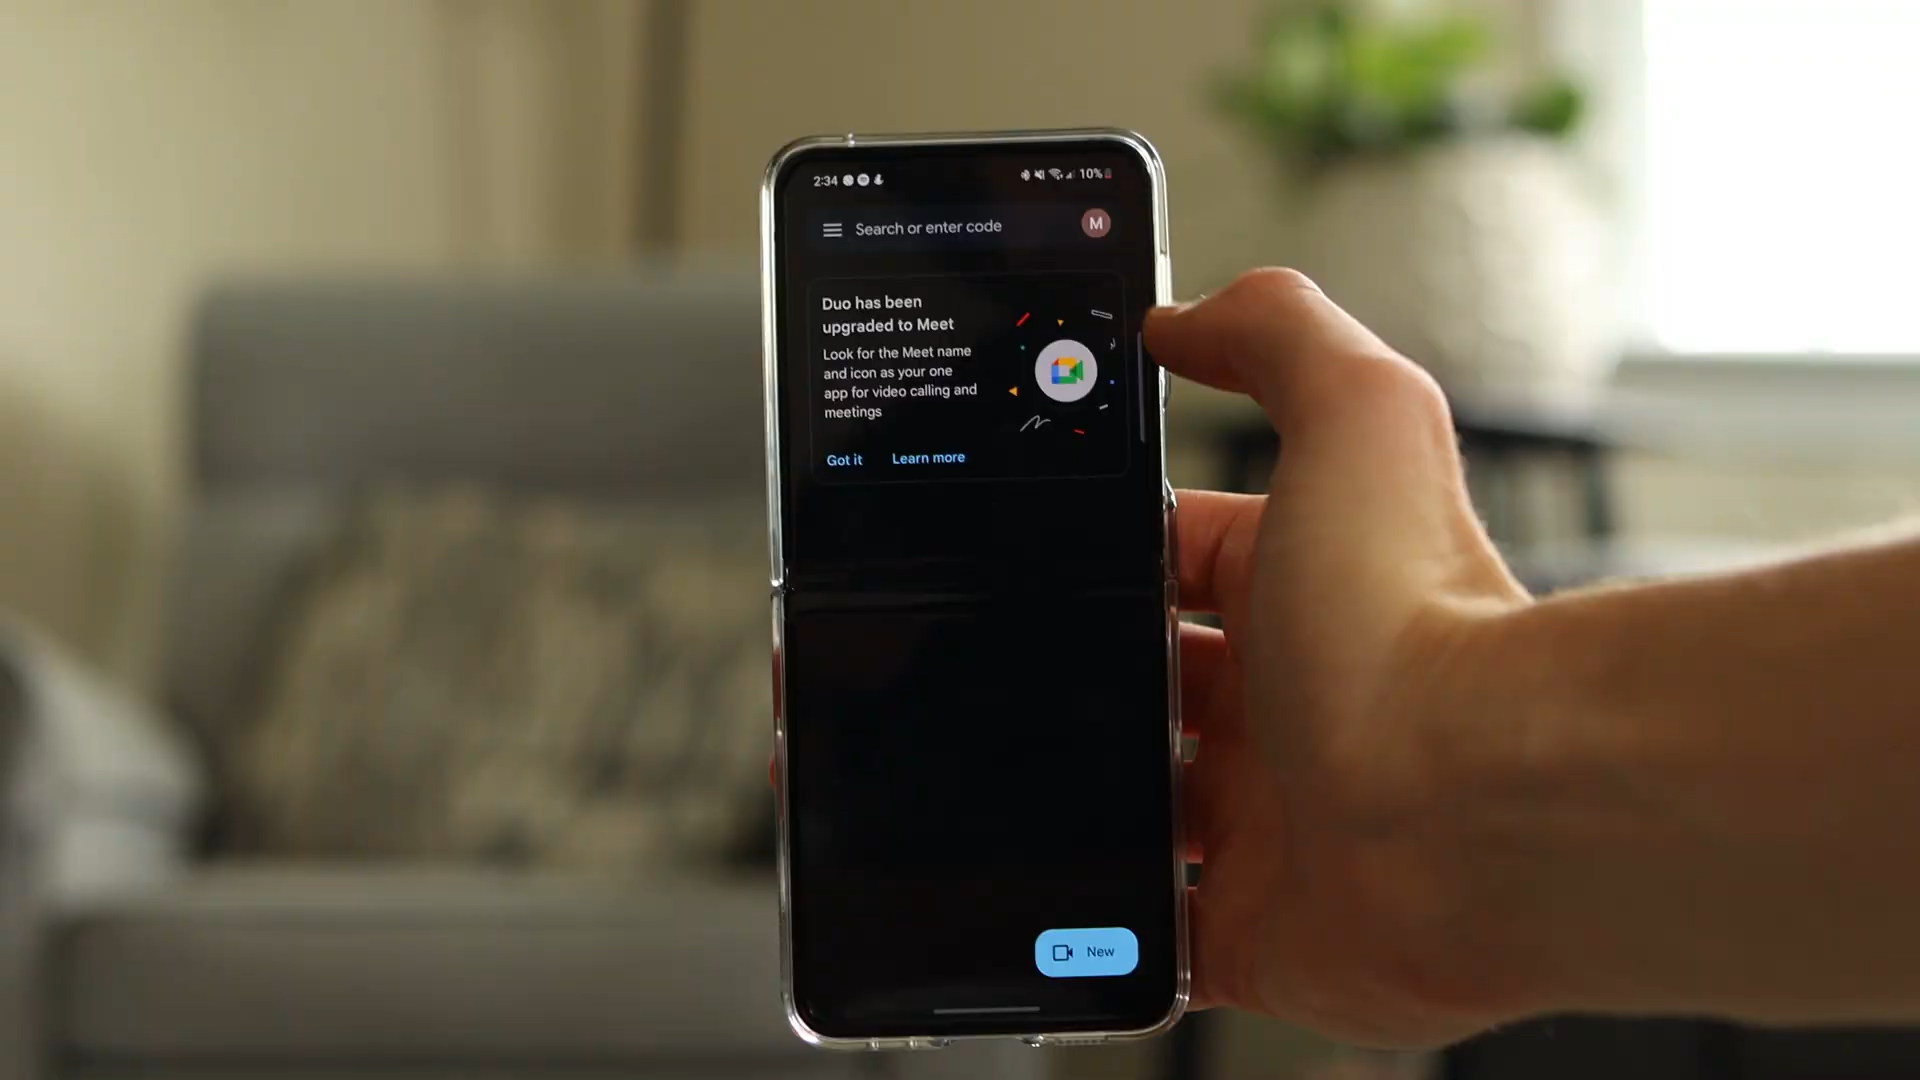 2:34
10%
Search or enter code
M
Duo has been
upgraded to Meet
Look for the Meet name
and icon as your one
app for video calling and
meetings
Got it Learn more
New